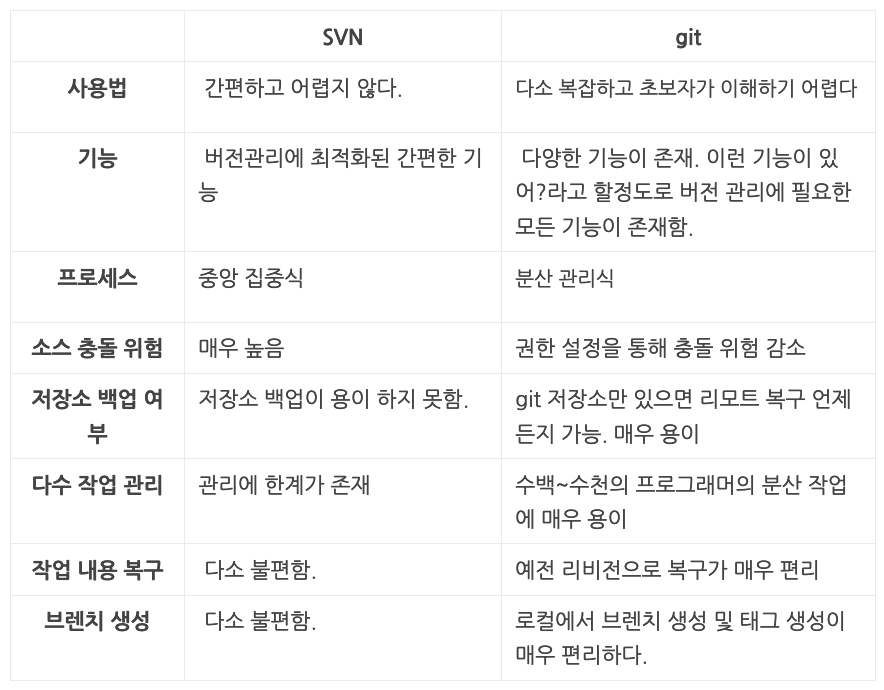 SVN git
사용법 간편하고 어렵지 않다. 다소 복잡하고 초보자가 이해하기 어렵다
기능 버전관리에 최적화된 간편한 기 다양한 기능이 존재. 이런 기능이 있
능 어?라고 할정도로 버전 관리에 필요한
모든 기능이 존재함.
프로세스 중앙 집중식 분산 관리식
소스 충돌 위험 매우 높음 권한 설정을 통해 충돌 위험 감소
저장소 백업 여 저장소 백업이 용이 하지 못함. git 저장소만 있으면 리모트 복구 언제
부 든지 가능. 매우 용이
다수 작업 관리 관리에 한계가 존재 수백~수천의 프로그래머의 분산 작업
에 매우 용이
작업 내용 복구 다소 불편함. 예전 리비전으로 복구가 매우 편리
브렌치 생성 다소 불편함. 로컬에서 브렌치 생성 및 태그 생성이
매우 편리하다.